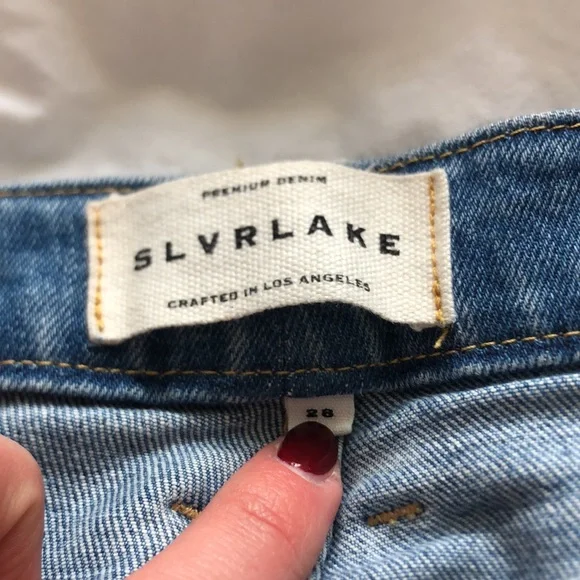 PREMIUM DENIM
SLVRLAKE
CRAFTED IN LOS ANGELES
28